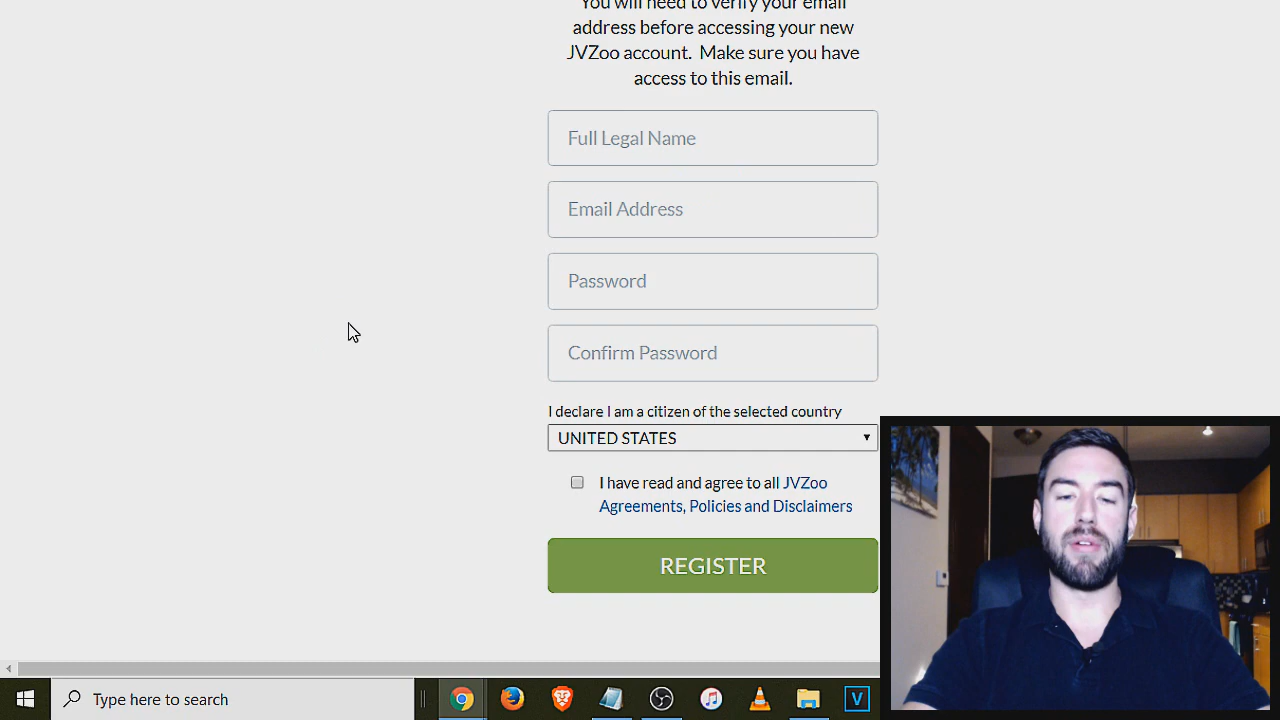 You will need to verify your email
address before accessing your new
JVZoo account. Make sure you have
access to this email.
Full Legal Name
Email Address
Password
Confirm Password
I declare I am a citizen of the selected country
UNITED STATES
I have read and agree to all JVZoo
Agreements, Policies and Disclaimers
REGISTER
Type here to search
V